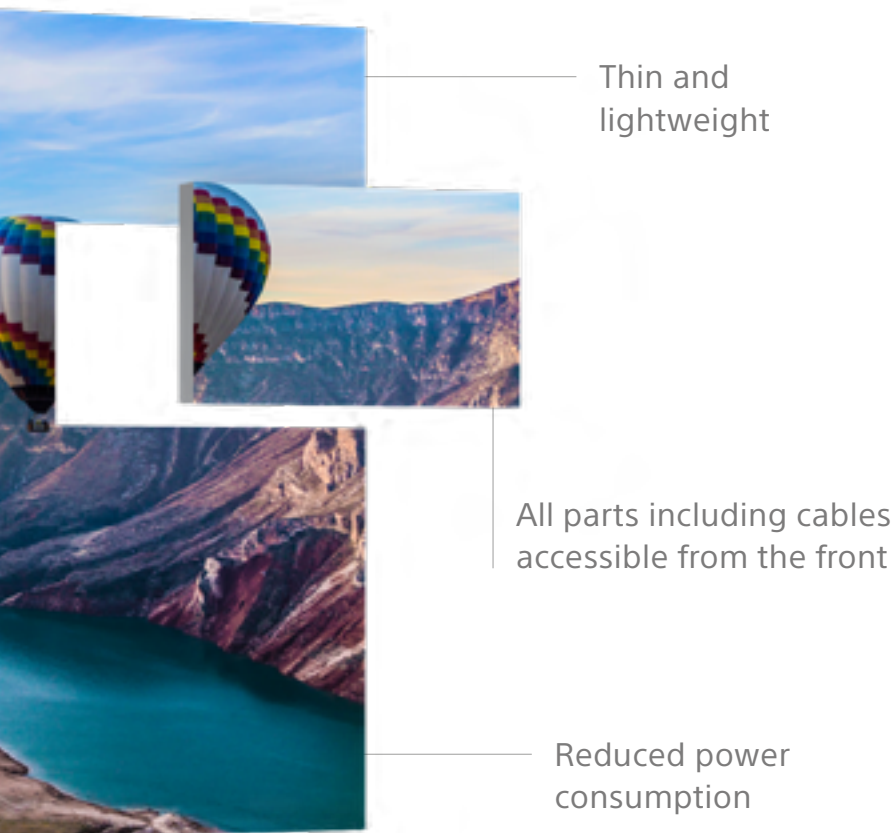 Thin and
lightweight
All parts including cables
accessible from the front
Reduced power
consumption